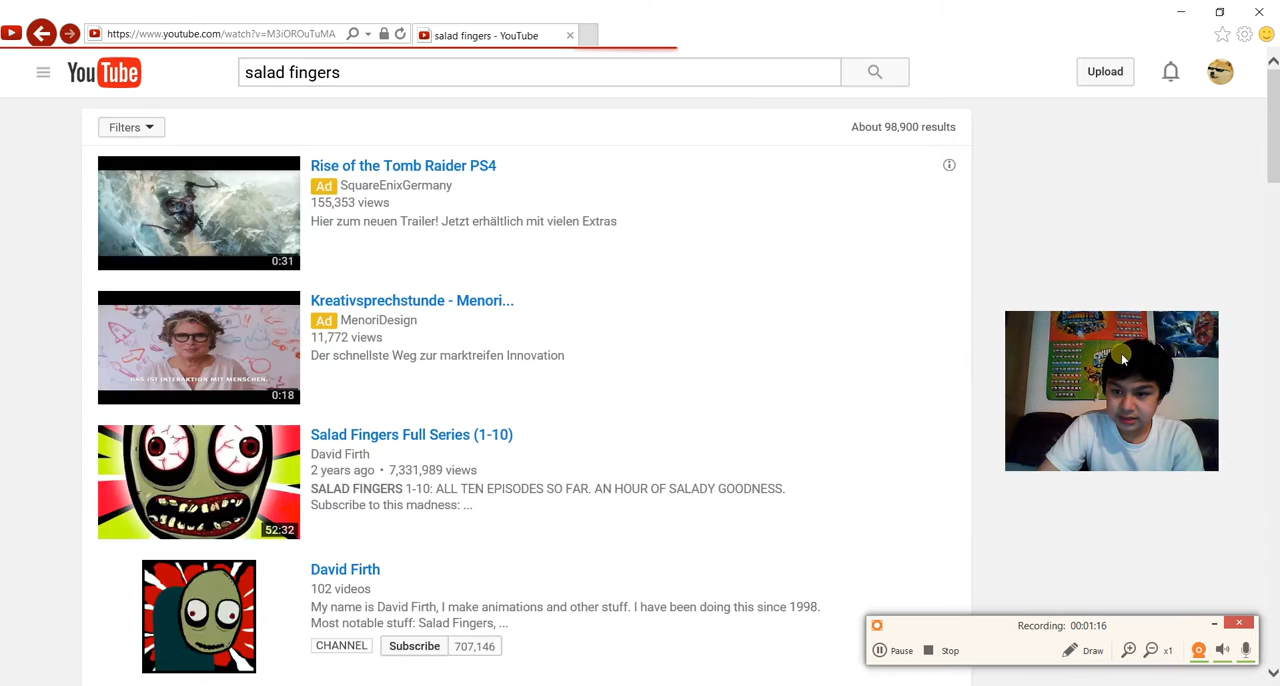 https://www.youtube.com/watch?v=M3iOROuTuMA
salad fingers - YouTube
YouTube
salad fingers
Upload
Filters
About 98,900 results
Rise of the Tomb Raider PS4
Ad SquareEnixGermany
155,353 views
Hier zum neuen Trailer! Jetzt erhältlich mit vielen Extras
0:31
Kreativsprechstunde - Menori...
Ad MenoriDesign
11,772 views
Der schnellste Weg zur marktreifen Innovation
DAS IST INTERAKTION MIT MENSCHEN.
0:18
Salad Fingers Full Series (1-10)
David Firth
2 years ago • 7,331,989 views
SALAD FINGERS 1-10: ALL TEN EPISODES SO FAR. AN HOUR OF SALADY GOODNESS.
Subscribe to this madness: ...
52:32
David Firth
102 videos
My name is David Firth, I make animations and other stuff. I have been doing this since 1998.
Most notable stuff: Salad Fingers, ...
CHANNEL Subscribe 707,146
Recording: 00:01:16
Pause Stop Draw x1